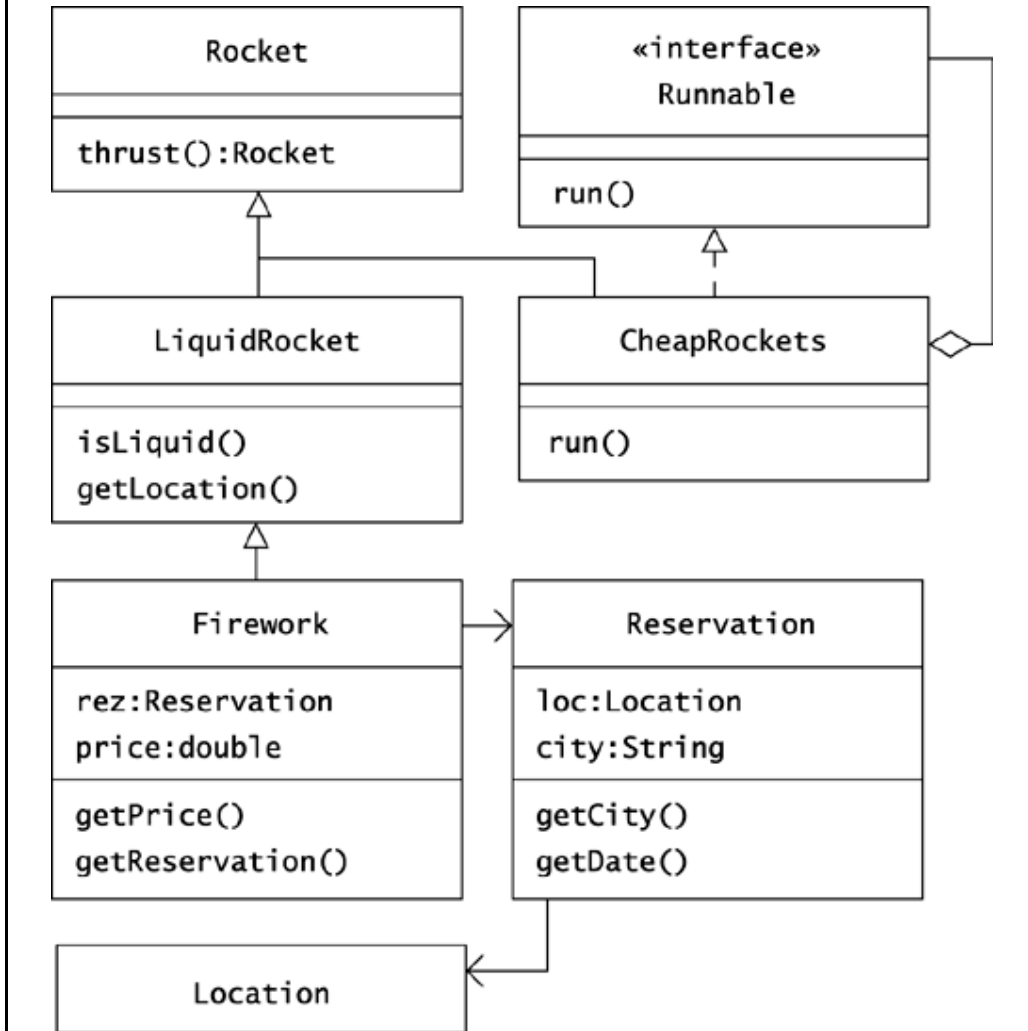 Rocket
thrust():Rocket
«interface»
Runnable
run()
LiquidRocket
isLiquid()
getLocation()
CheapRockets
run()
Firework
rez:Reservation
price:double
getPrice()
getReservation()
Reservation
loc:Location
city:String
getCity()
getDate()
Location